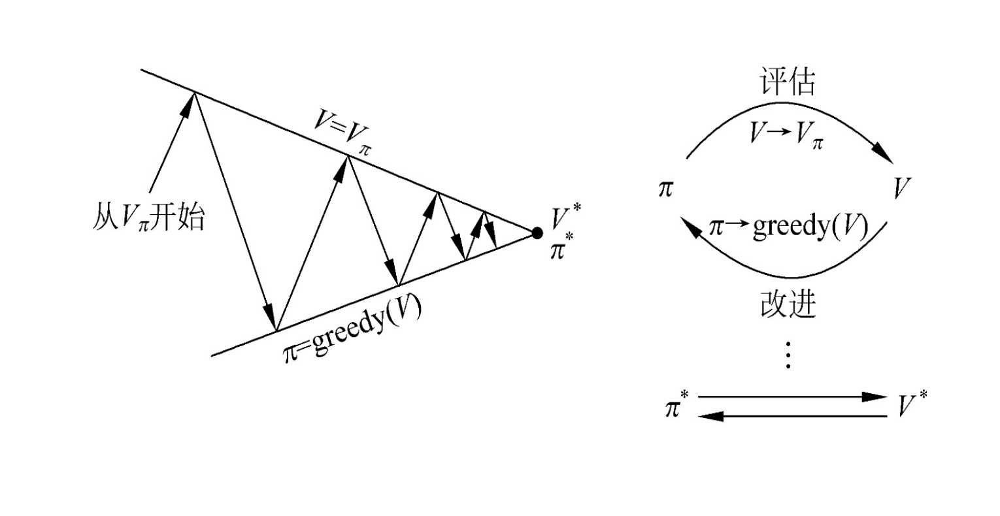 V=Vπ
从Vπ开始
V*
π*
π=greedy(V)
评估
V→Vπ
π
V
π→greedy(V)
改进
⋮
π*
V*